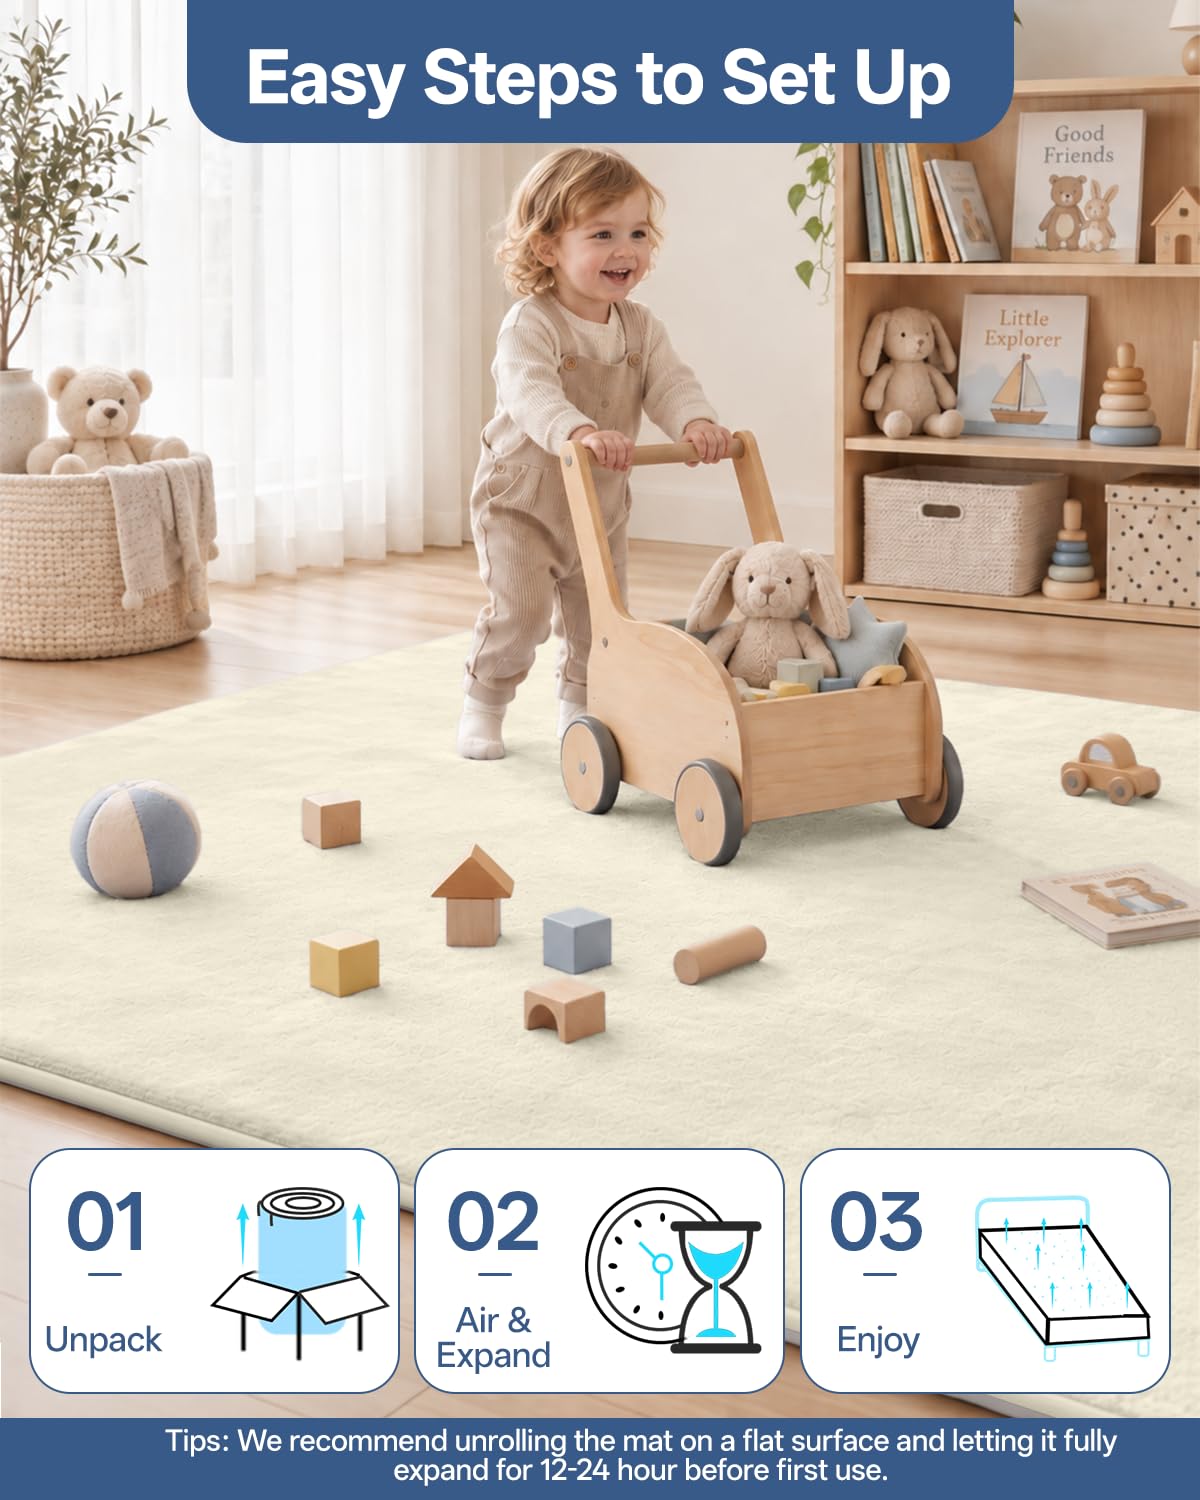 Easy Steps to Set Up
Good
Friends
Little
Explorer
01
Unpack
02
Air &
Expand
03
Enjoy
Tips: We recommend unrolling the mat on a flat surface and letting it fully
expand for 12-24 hour before first use.